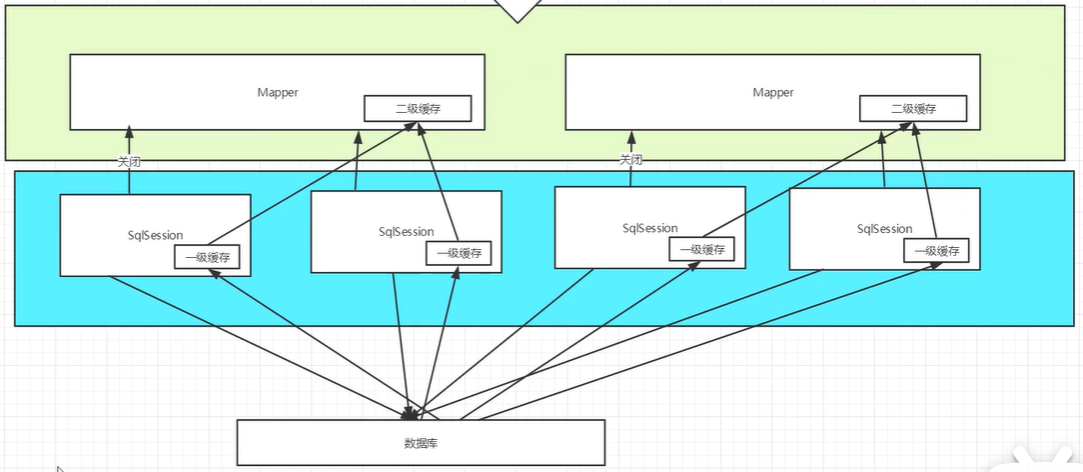 Mapper
二级缓存
Mapper
二级缓存
关闭
关闭
SqlSession
一级缓存
SqlSession
一级缓存
SqlSession
一级缓存
SqlSession
一级缓存
数据库